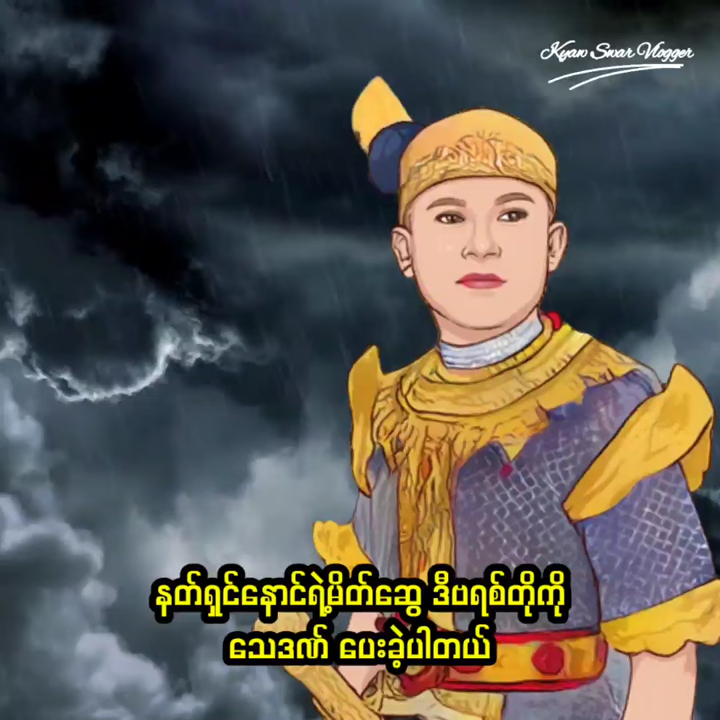 Kyaw Swar Vlogger
နတ်ရှင်နောင်ရဲ့မိတ်ဆွေ ဒီဗရစ်တိုကို
သေဒဏ် ပေးခဲ့ပါတယ်